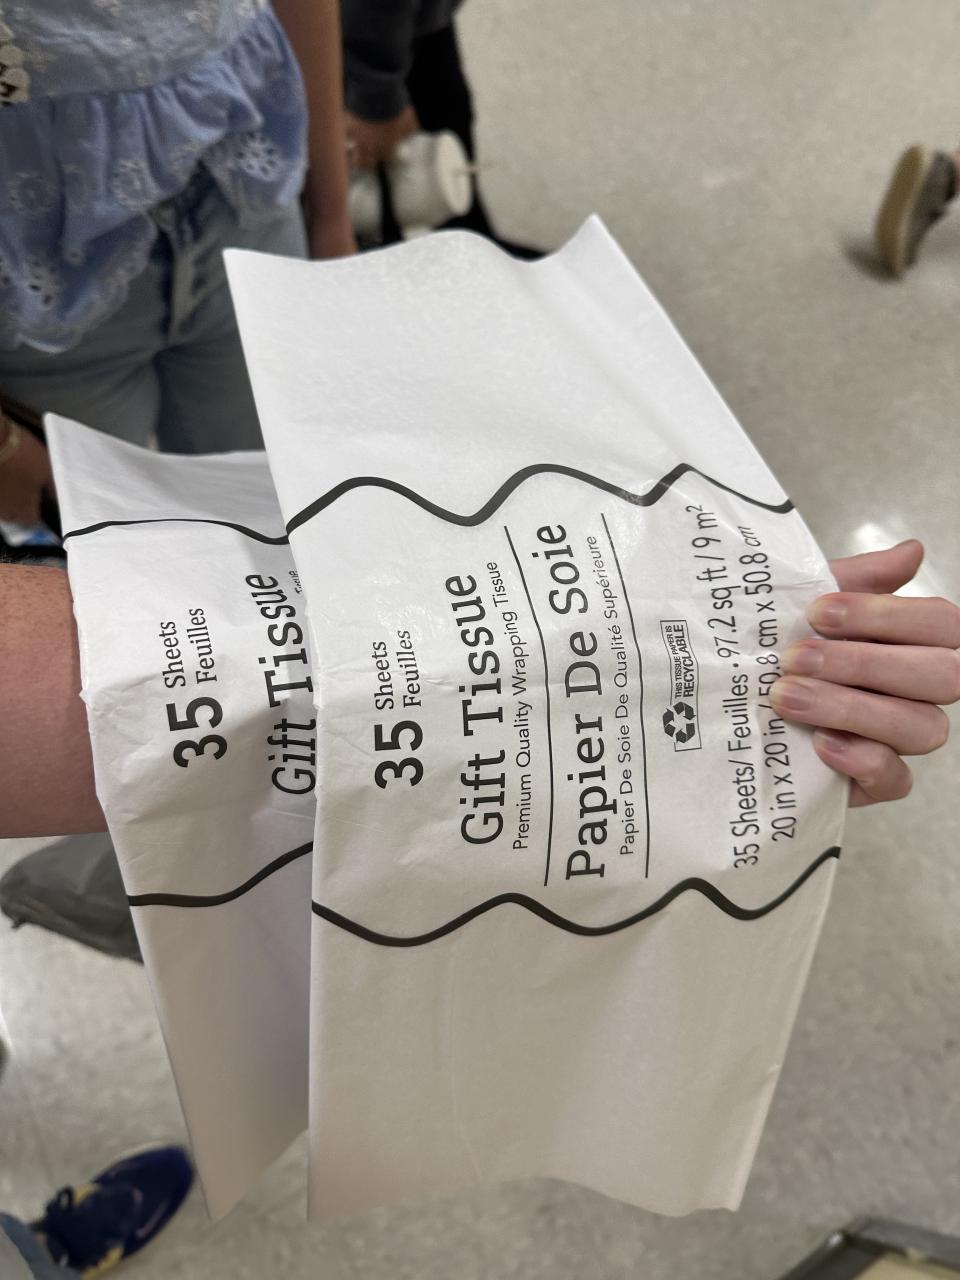 35 Sheets
Feuilles
Gift Tissue
35 Sheets
Feuilles
Gift Tissue
Premium Quality Wrapping Tissue
Papier De Soie
Papier De Soie De Qualité Supérieure
THIS TISSUE PAPER IS
RECYCLABLE
35 Sheets/ Feuilles • 97.2 sq ft / 9 m²
20 in x 20 in / 50.8 cm x 50.8 cm